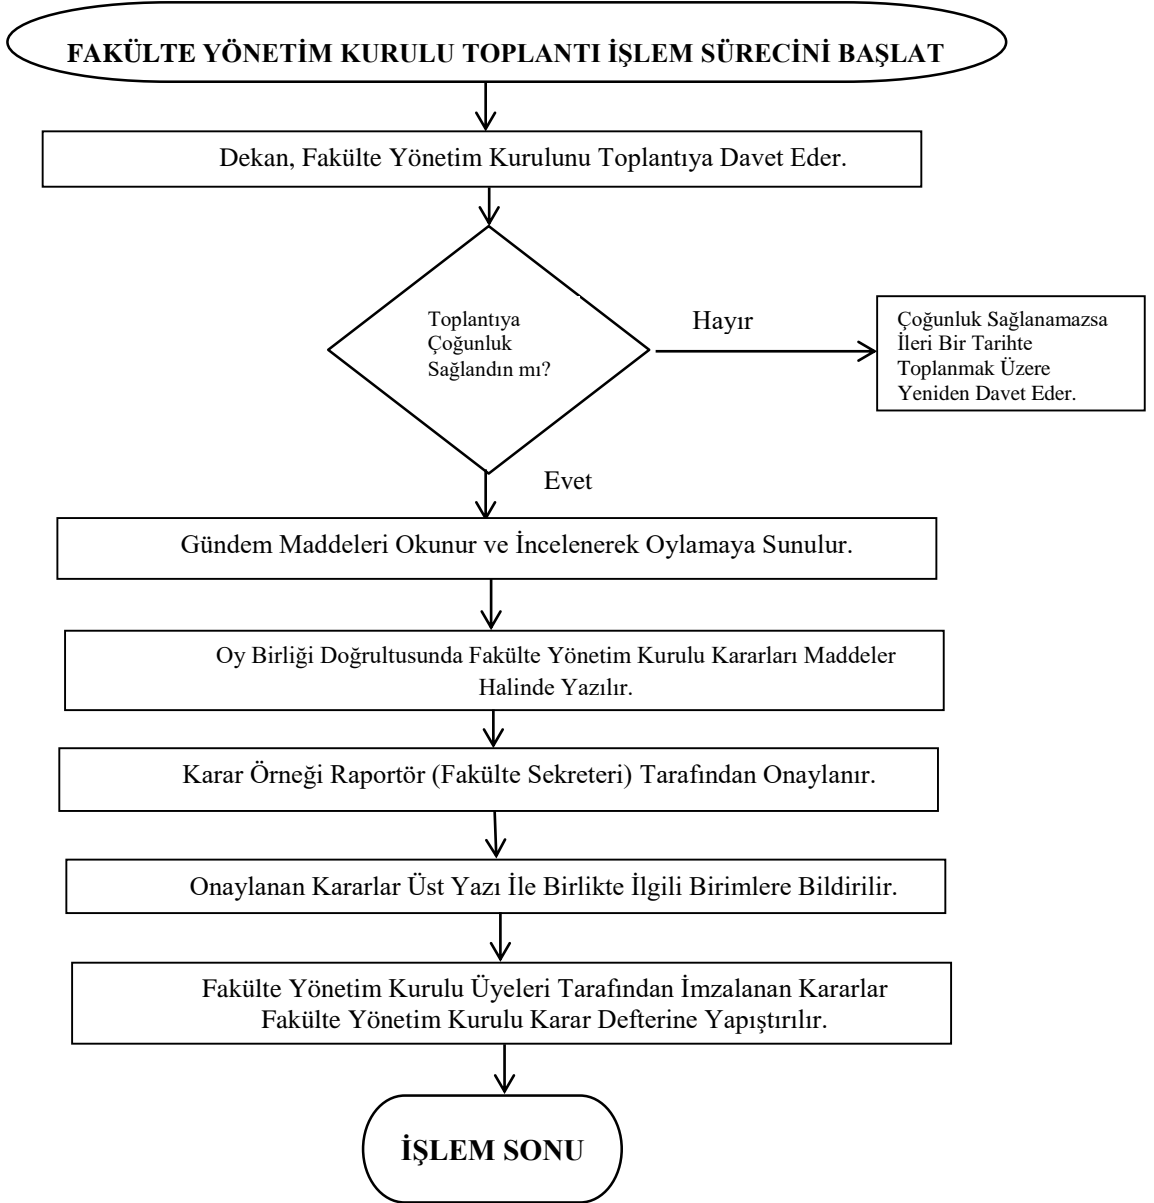 FAKÜLTE YÖNETİM KURULU TOPLANTI İŞLEM SÜRECİNİ BAŞLAT
Dekan, Fakülte Yönetim Kurulunu Toplantıya Davet Eder.
Toplantıya
Çoğunluk
Sağlandın mı?
Hayır
Çoğunluk Sağlanamazsa
İleri Bir Tarihte
Toplanmak Üzere
Yeniden Davet Eder.
Evet
Gündem Maddeleri Okunur ve İncelenerek Oylamaya Sunulur.
Oy Birliği Doğrultusunda Fakülte Yönetim Kurulu Kararları Maddeler
Halinde Yazılır.
Karar Örneği Raportör (Fakülte Sekreteri) Tarafından Onaylanır.
Onaylanan Kararlar Üst Yazı İle Birlikte İlgili Birimlere Bildirilir.
Fakülte Yönetim Kurulu Üyeleri Tarafından İmzalanan Kararlar
Fakülte Yönetim Kurulu Karar Defterine Yapıştırılır.
İŞLEM SONU